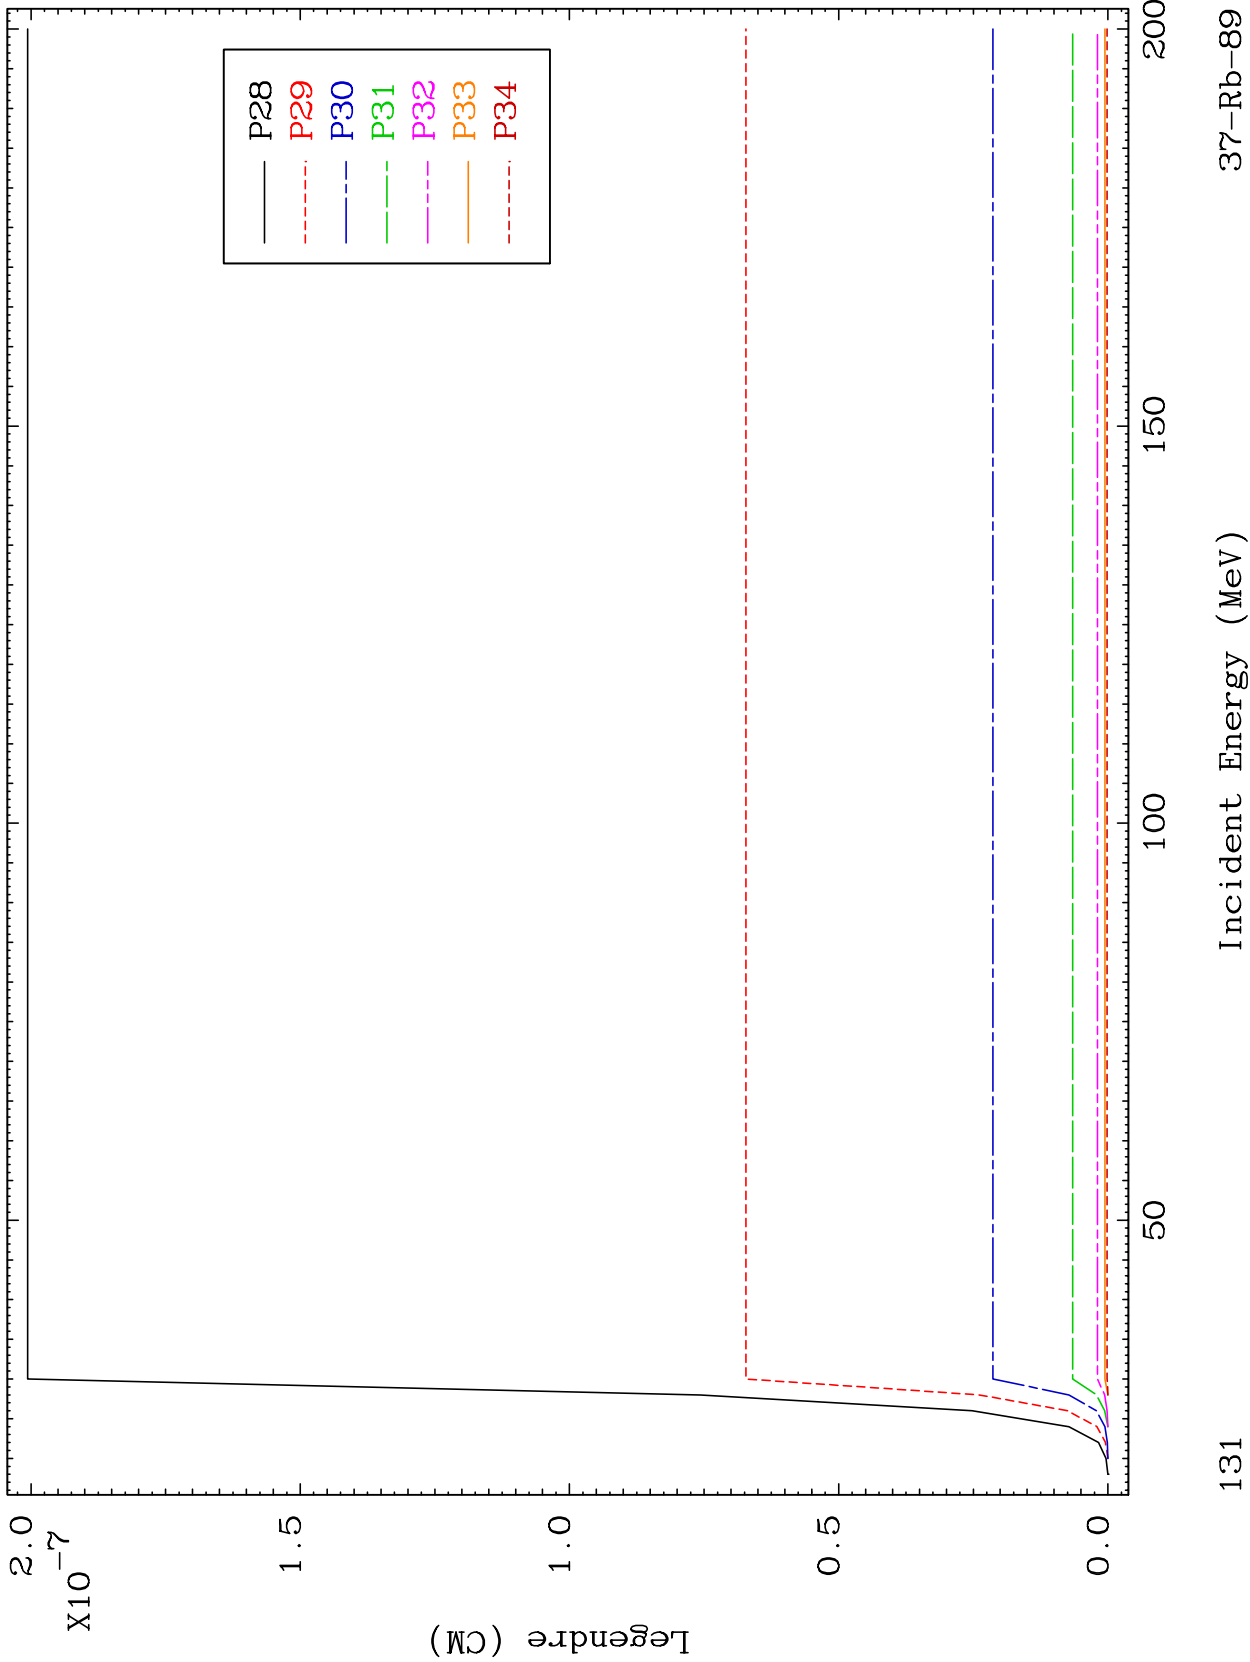 2.0
X10-7
1.5
1.0
0.5
0.0
Legendre (CM)
P28
P29
P30
P31
P32
P33
P34
50
100
150
200
Incident Energy (MeV)
131
37-Rb-89